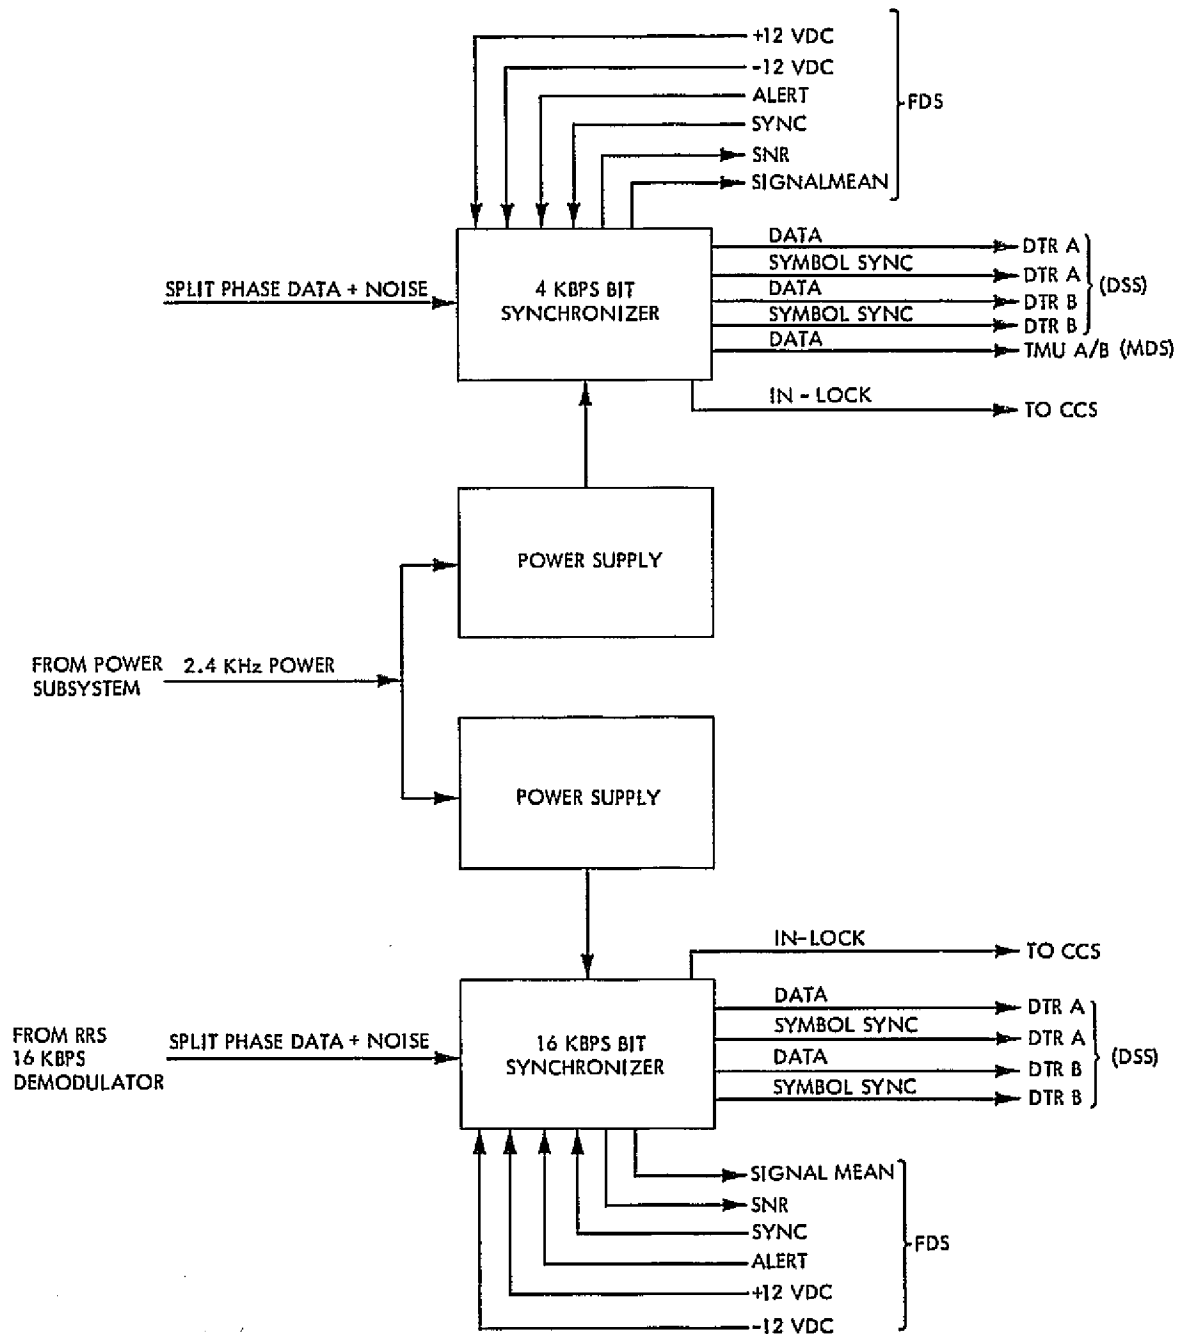 +12 VDC
-12 VDC
ALERT
SYNC
SNR
SIGNALMEAN
FDS
SPLIT PHASE DATA + NOISE
4 KBPS BIT
SYNCHRONIZER
DATA
DTR A
SYMBOL SYNC
DTR A
DATA
DTR B
SYMBOL SYNC
DTR B
(DSS)
DATA
TMU A/B (MDS)
IN - LOCK
TO CCS
POWER SUPPLY
FROM POWER
SUBSYSTEM
2.4 KHz POWER
POWER SUPPLY
IN-LOCK
TO CCS
FROM RRS
16 KBPS
DEMODULATOR
SPLIT PHASE DATA + NOISE
16 KBPS BIT
SYNCHRONIZER
DATA
DTR A
SYMBOL SYNC
DTR A
DATA
DTR B
SYMBOL SYNC
DTR B
(DSS)
SIGNAL MEAN
SNR
SYNC
ALERT
+12 VDC
-12 VDC
FDS